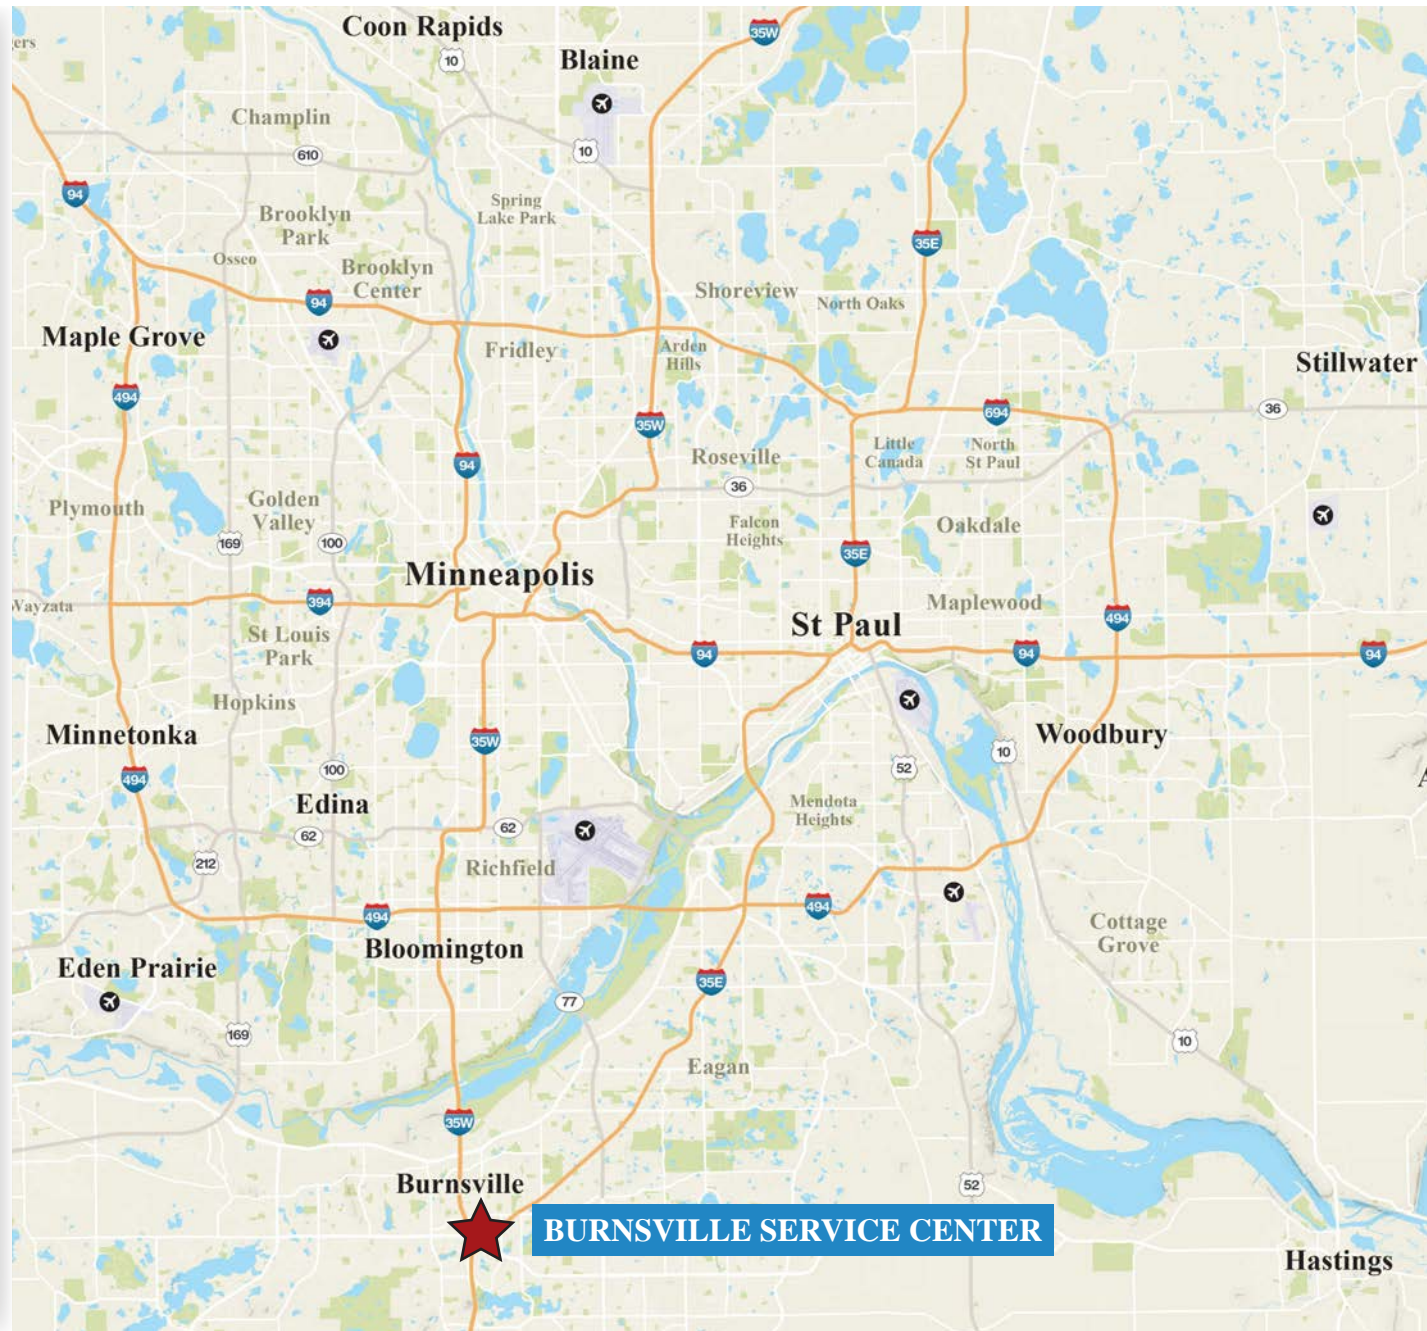 Coon Rapids
35W
10
Blaine
gers
Champlin
10
610
94
Spring
Lake Park
Brooklyn
Park
35E
Ossco
Brooklyn
Center
Shoreview
North Oaks
94
Maple Grove
Fridley
Arden
Hills
Stillwater
494
694
36
35W
Little
Canada
North
St Paul
Roseville
94
36
Plymouth
Golden
Valley
Falcon
Heights
Oakdale
169
100
35E
Minneapolis
394
Wayzata
Maplewood
494
St Paul
St Louis
Park
94
94
94
Hopkins
Minnetonka
35W
Woodbury
10
494
100
52
A
Edina
Mendota
Heights
62
62
212
Richfield
494
494
Cottage
Grove
Bloomington
Eden Prairie
35E
77
169
10
Eagan
35W
Burnsville
52
BURNSVILLE SERVICE CENTER
Hastings